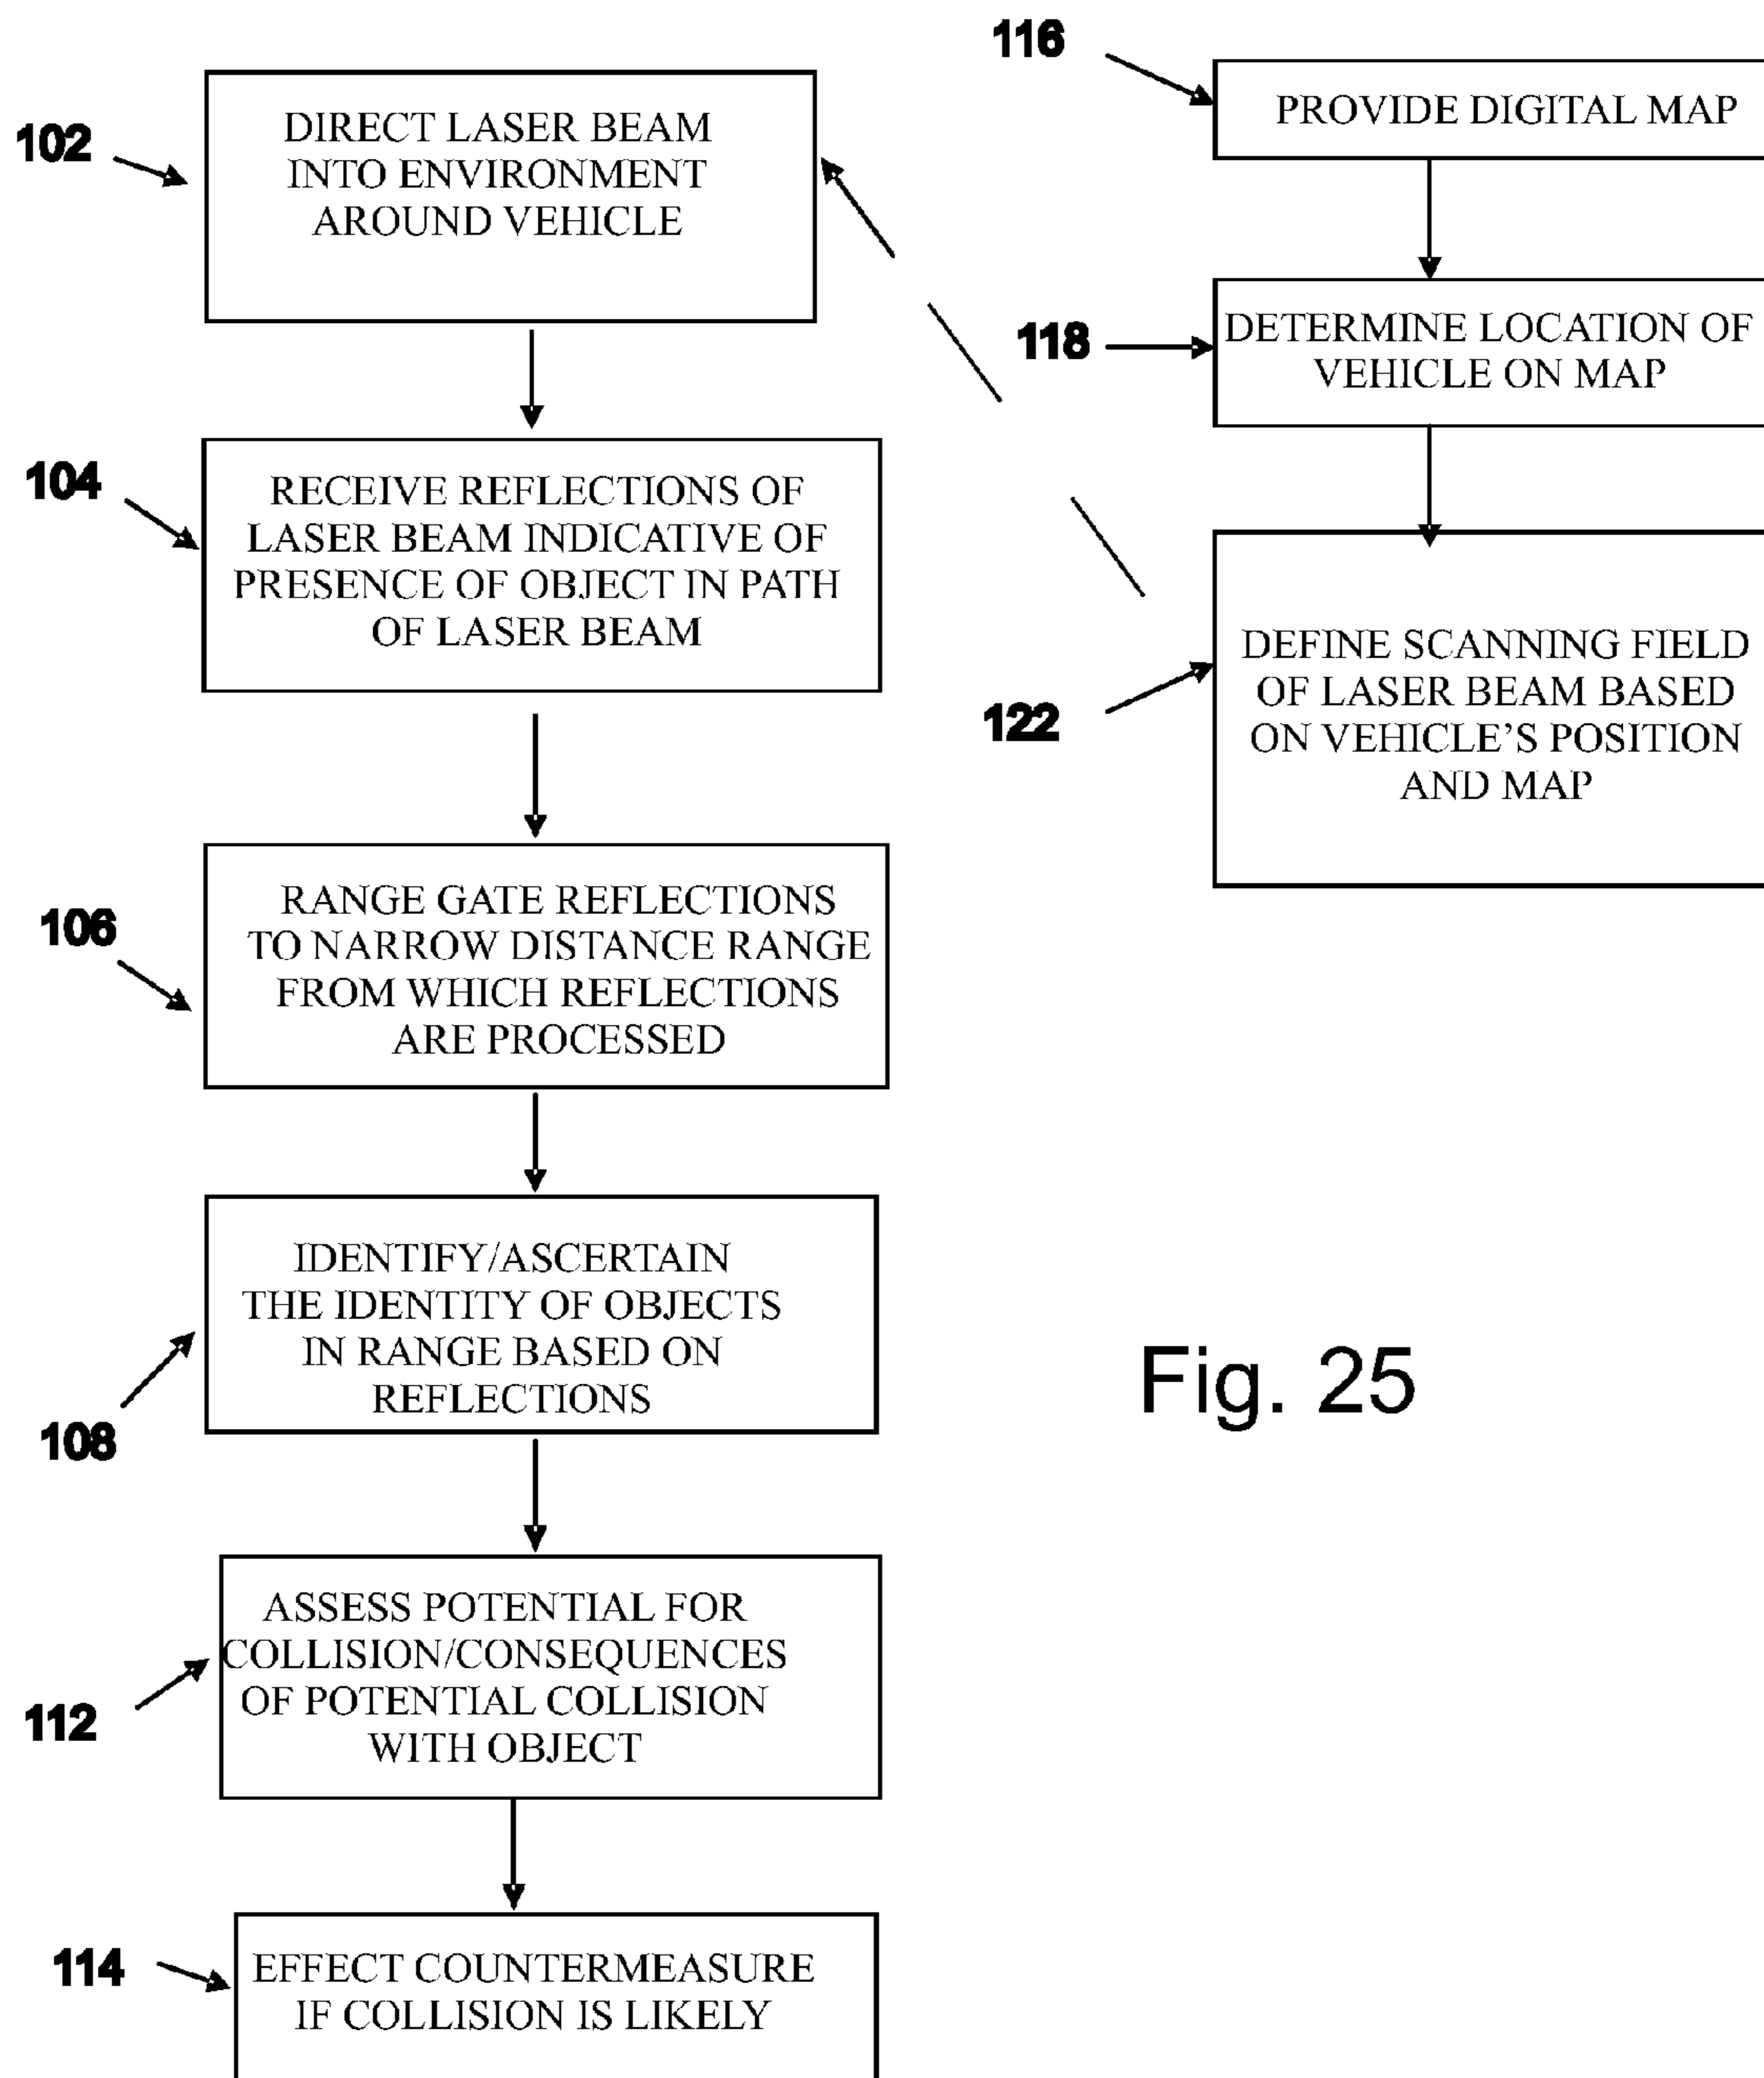 102
DIRECT LASER BEAM
INTO ENVIRONMENT
AROUND VEHICLE
104
RECEIVE REFLECTIONS OF
LASER BEAM INDICATIVE OF
PRESENCE OF OBJECT IN PATH
OF LASER BEAM
106
RANGE GATE REFLECTIONS
TO NARROW DISTANCE RANGE
FROM WHICH REFLECTIONS
ARE PROCESSED
108
IDENTIFY/ASCERTAIN
THE IDENTITY OF OBJECTS
IN RANGE BASED ON
REFLECTIONS
112
ASSESS POTENTIAL FOR
COLLISION/CONSEQUENCES
OF POTENTIAL COLLISION
WITH OBJECT
114
EFFECT COUNTERMEASURE
IF COLLISION IS LIKELY
116
PROVIDE DIGITAL MAP
118
DETERMINE LOCATION OF
VEHICLE ON MAP
122
DEFINE SCANNING FIELD
OF LASER BEAM BASED
ON VEHICLE'S POSITION
AND MAP
Fig. 25